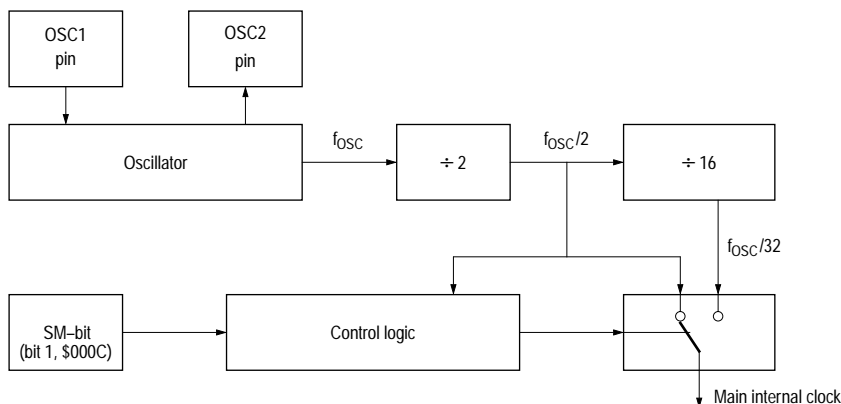 OSC1
pin
OSC2
pin
Oscillator
fOSC
÷ 2
fOSC/2
÷ 16
fOSC/32
SM–bit
(bit 1, $000C)
Control logic
Main internal clock